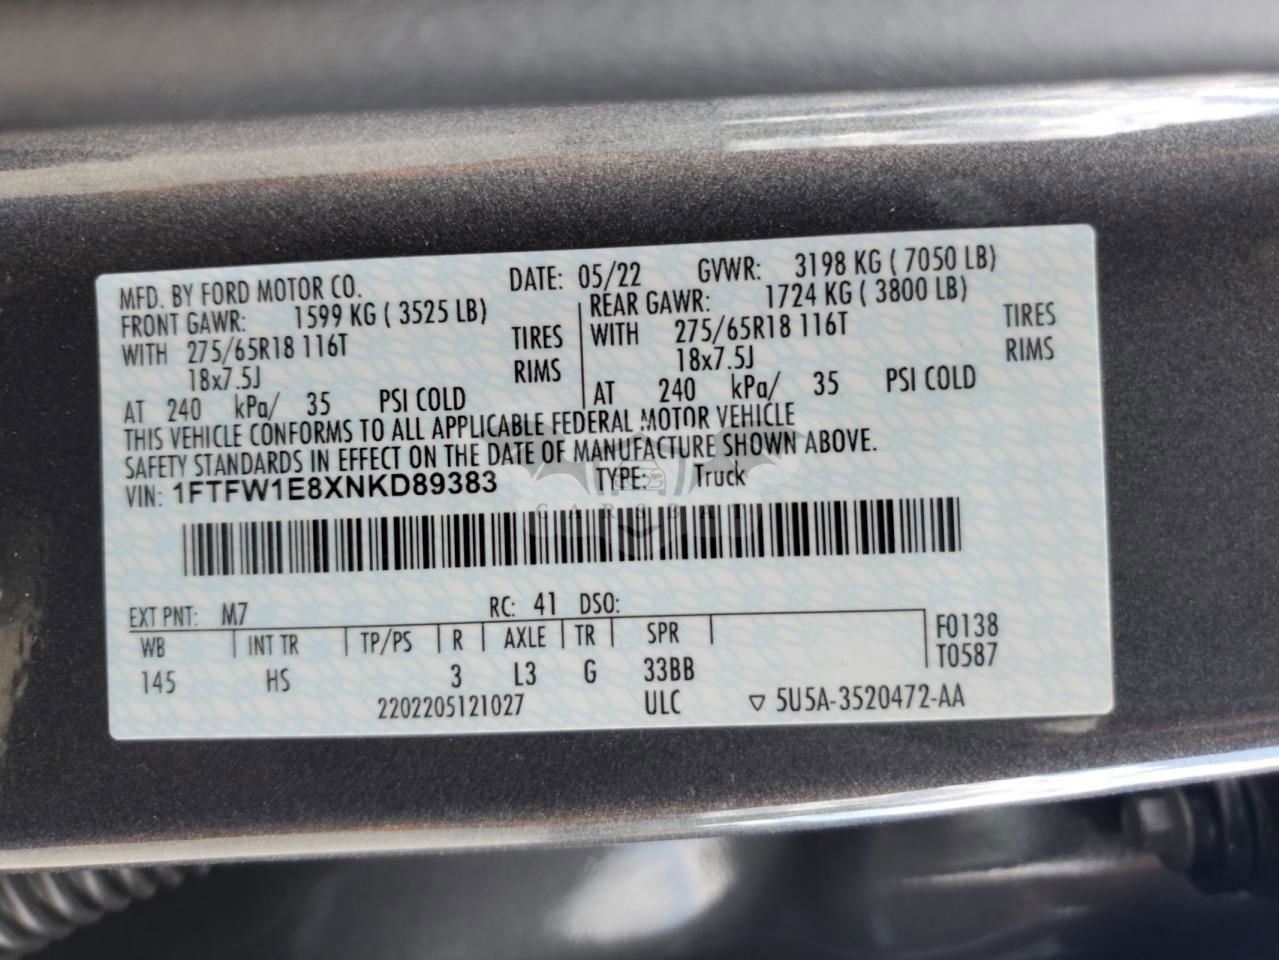 MFD. BY FORD MOTOR CO. DATE: 05/22 GVWR: 3198 KG ( 7050 LB)
FRONT GAWR: 1599 KG ( 3525 LB) REAR GAWR: 1724 KG ( 3800 LB)
WITH 275/65R18 116T TIRES WITH 275/65R18 116T TIRES
18x7.5J RIMS 18x7.5J RIMS
AT 240 kPa/ 35 PSI COLD AT 240 kPa/ 35 PSI COLD
THIS VEHICLE CONFORMS TO ALL APPLICABLE FEDERAL MOTOR VEHICLE
SAFETY STANDARDS IN EFFECT ON THE DATE OF MANUFACTURE SHOWN ABOVE.
VIN: 1FTFW1E8XNKD89383 TYPE: Truck
CARSBAT
EXT PNT: M7 RC: 41 DSO:
WB INT TR TP/PS R AXLE TR SPR F0138
T0587
145 HS 3 L3 G 33BB
2202205121027 ULC ▽ 5U5A-3520472-AA